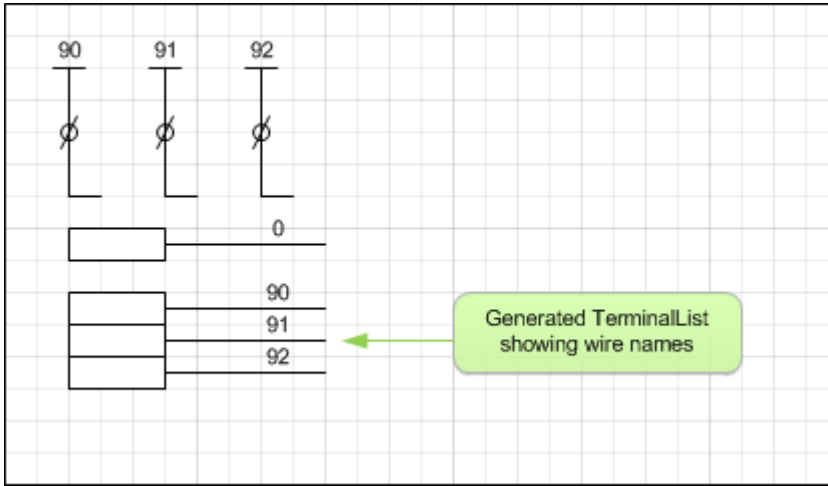 90 91 92
0
90
91
92
Generated TerminalList
showing wire names